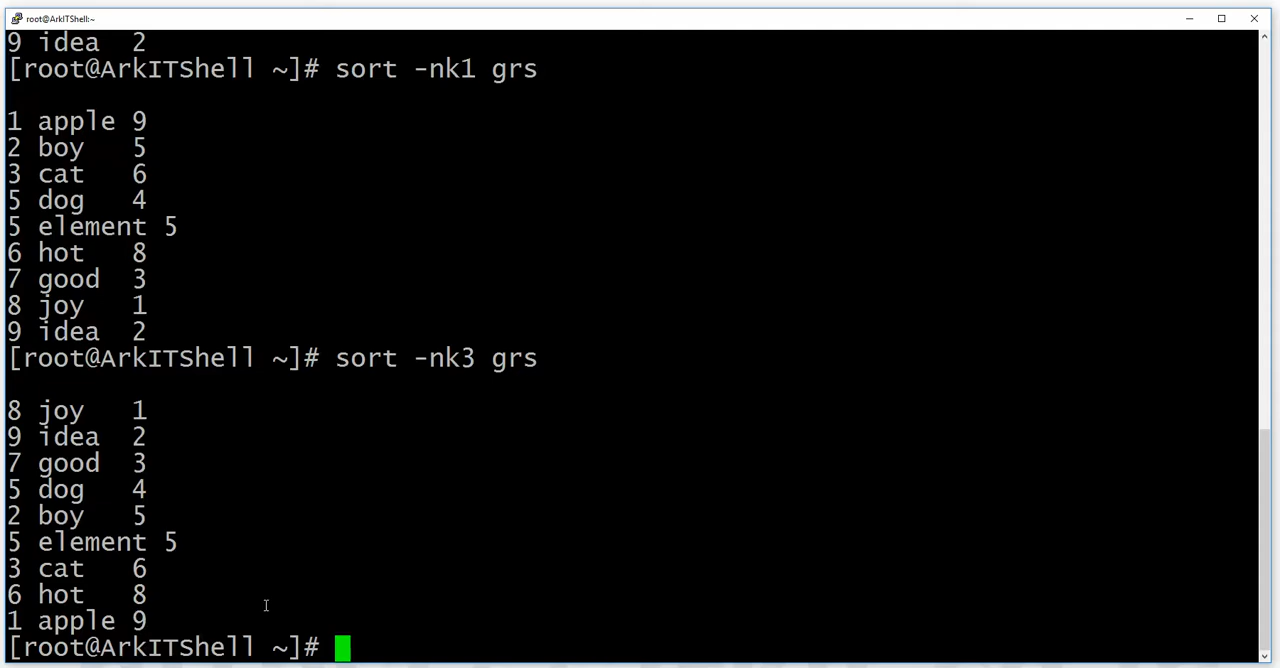 root@ArkITShell:~
9 idea  2
[root@ArkITShell ~]# sort -nk1 grs

1 apple 9
2 boy   5
3 cat   6
5 dog   4
5 element 5
6 hot   8
7 good  3
8 joy   1
9 idea  2
[root@ArkITShell ~]# sort -nk3 grs

8 joy   1
9 idea  2
7 good  3
5 dog   4
2 boy   5
5 element 5
3 cat   6
6 hot   8
1 apple 9
[root@ArkITShell ~]#